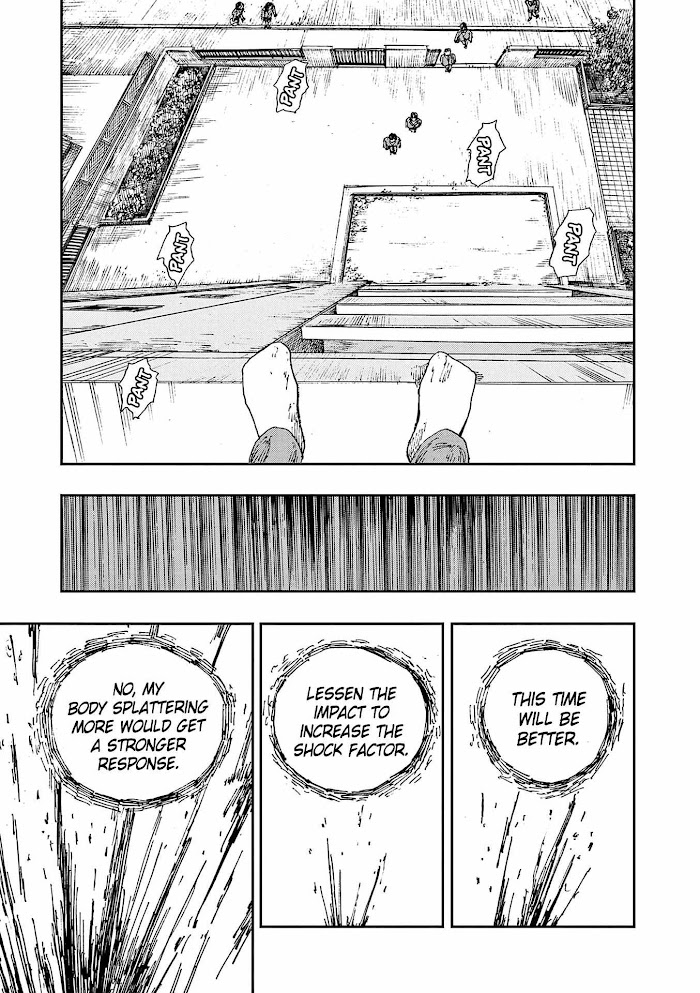 PANT
PANT
PANT
PANT
PANT
THIS TIME
WILL BE
BETTER.
LESSEN THE
IMPACT TO
INCREASE THE
SHOCK FACTOR.
NO, MY
BODY SPLATTERING
MORE WOULD GET
A STRONGER
RESPONSE.